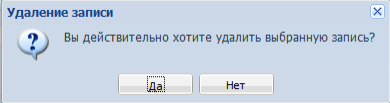 Удаление записи
Вы действительно хотите удалить выбранную запись?
Да Нет